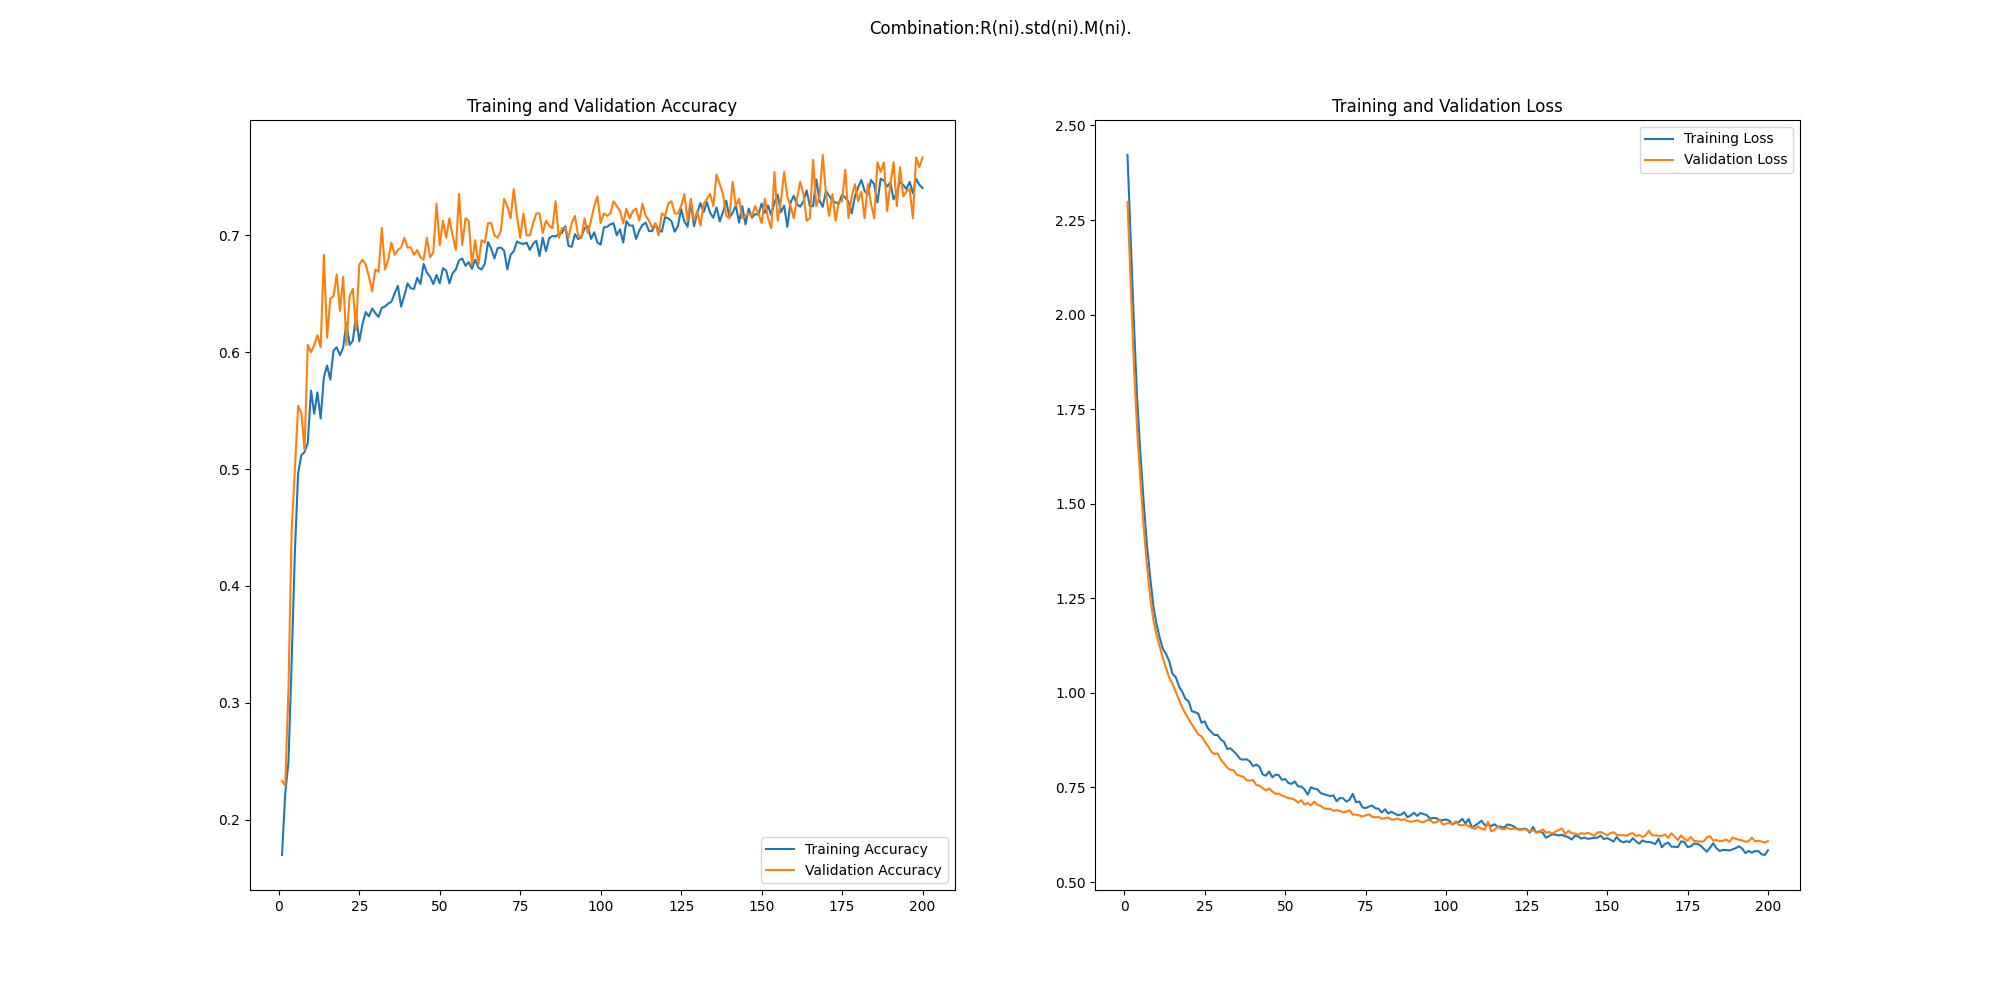 Combination:R(ni).std(ni).M(ni).
Training and Validation Accuracy
0.7
0.6
0.5
0.4
0.3
0.2
0 25 50 75 100 125 150 175 200
Training Accuracy
Validation Accuracy
Training and Validation Loss
2.50
2.25
2.00
1.75
1.50
1.25
1.00
0.75
0.50
0 25 50 75 100 125 150 175 200
Training Loss
Validation Loss